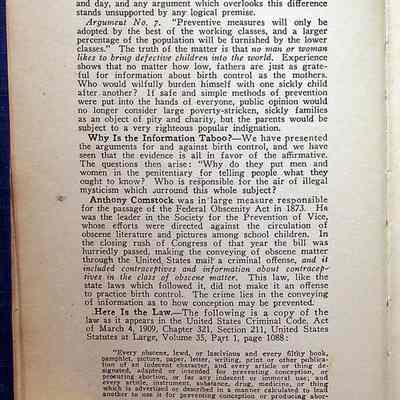 and day, and any argument which overlooks this difference
stands unsupported by any logical premise.
Argument No. 7. "Preventive measures will only be
adopted by the best of the working classes, and a larger
percentage of the population will be furnished by the lower
classes." The truth of the matter is that no man or woman
likes to bring defective children into the world. Experience
shows that no matter how low, fathers are just as grate-
ful for information about birth control as the mothers.
Who would wilfully burden himself with one sickly child
after another? If safe and simple methods of prevention
were put into the hands of everyone, public opinion would
no longer consider large poverty-stricken, sickly families
as an object of pity and charity, but the parents would be
subject to a very righteous popular indignation.
Why Is the Information Taboo?—We have presented
the arguments for and against birth control, and we have
seen that the evidence is all in favor of the affirmative.
The questions then arise: "Why do they put men and
women in the penitentiary for telling people what they
ought to know? Who is responsible for the air of illegal
mysticism which surround this whole subject?
Anthony Comstock was in large measure responsible
for the passage of the Federal Obscenity Act in 1873. He
was the leader in the Society for the Prevention of Vice,
whose efforts were directed against the circulation of
obscene literature and pictures among school children. In
the closing rush of Congress of that year the bill was
hurriedly passed, making the conveying of obscene matter
through the United States mail a criminal offense, and it
included contraceptives and information about contracep-
tives in the class of obscene matter. This law, like the
state laws which followed it, did not make it an offense
to practice birth control. The crime lies in the conveying
of information as to how conception may be prevented.
Here Is the Law.—The following is a copy of the
law as it appears in the United States Criminal Code, Act
of March 4, 1909, Chapter 321, Section 211, United States
Statutes at Large, Volume 35, Part 1, page 1088:
"Every obscene, lewd, or lascivious and every filthy book,
pamphlet, picture, paper, letter, writing, print, or other publica-
tion of an indecent character, and every article or thing de-
signated, adapted or intended for preventing conception, or
procuring abortion, or for any indecent or immoral use; and
every article, instrument, substance, drug, medicine, or thing
which is advertised or described in a manner calculated to lead
another to use it for preventing conception or producing abor-